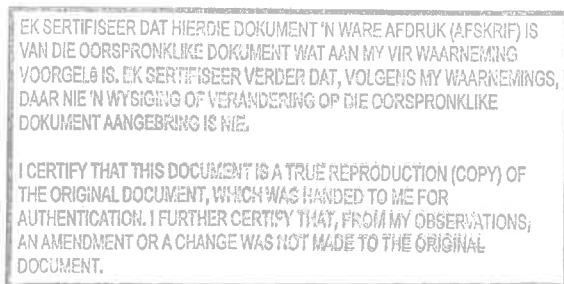 EK SERTIFISEER DAT HIERDIE DOKUMENT 'N WARE AFDRUK (AFSKRIF) IS
VAN DIE OORSPRONKLIKE DOKUMENT WAT AAN MY VIR WAARNEMING
VOORGELê IS. EK SERTIFISEER VERDER DAT, VOLGENS MY WAARNEMINGS,
DAAR NIE 'N WYSIGING OF VERANDERING OP DIE OORSPRONKLIKE
DOKUMENT AANGEBRING IS NIE.
I CERTIFY THAT THIS DOCUMENT IS A TRUE REPRODUCTION (COPY) OF
THE ORIGINAL DOCUMENT, WHICH WAS HANDED TO ME FOR
AUTHENTICATION. I FURTHER CERTIFY THAT, FROM MY OBSERVATIONS,
AN AMENDMENT OR A CHANGE WAS NOT MADE TO THE ORIGINAL
DOCUMENT.